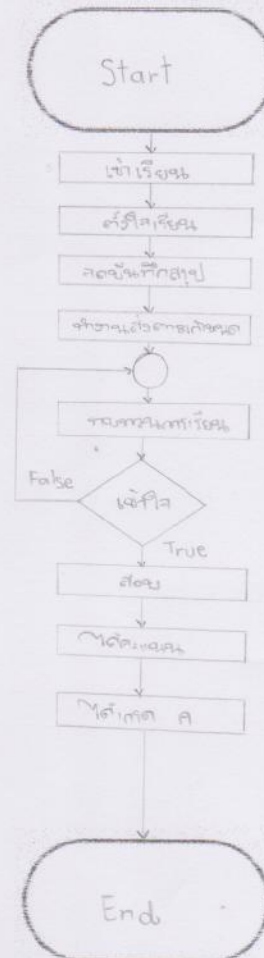 Start
เข้าเรียน
ตั้งใจเรียน
จดบันทึกสรุป
ทำงานส่งตามกำหนด
ทบทวนการเรียน
False
เข้าใจ
True
สอบ
ได้คะแนน
ได้เกรด A
End